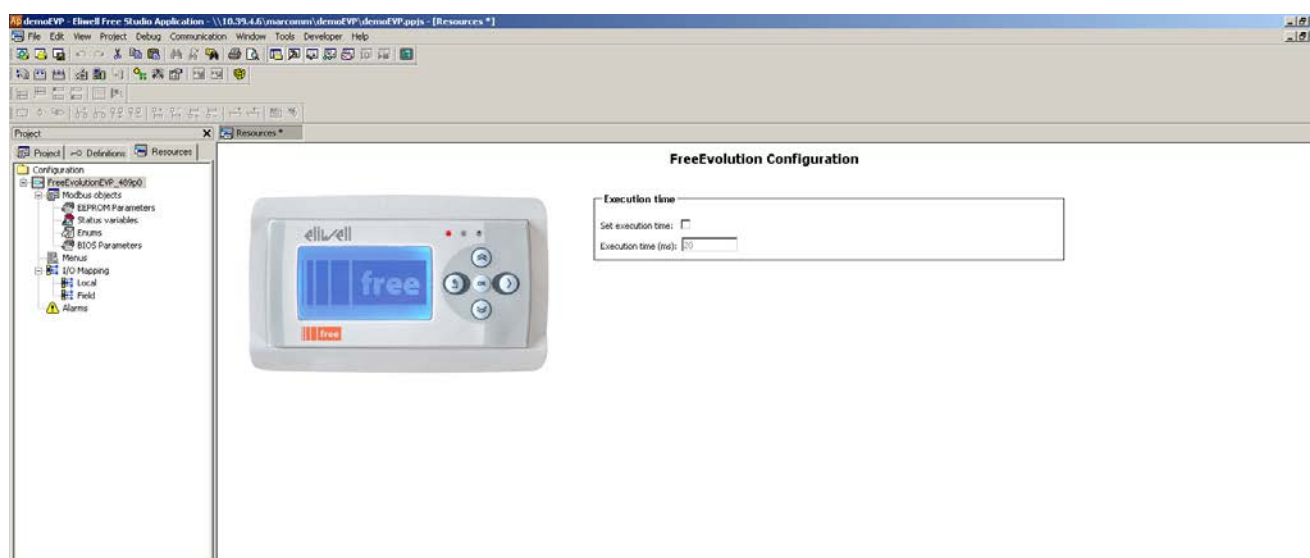 demoEVP - Eliwell Free Studio Application - \\10.39.4.6\marcomm\demoEVP\demoEVP.ppjs - [Resources *]
File Edit View Project Debug Communication Window Tools Developer Help
Project
Resources *
Project Definitions Resources
Configuration
FreeEvolutionEVP_489p0
Modbus objects
EEPROM Parameters
Status variables
Enums
BIOS Parameters
Menus
I/O Mapping
Local
Field
Alarms
FreeEvolution Configuration
eliwell
free
OK
free
Execution time
Set execution time:
Execution time (ms): 20